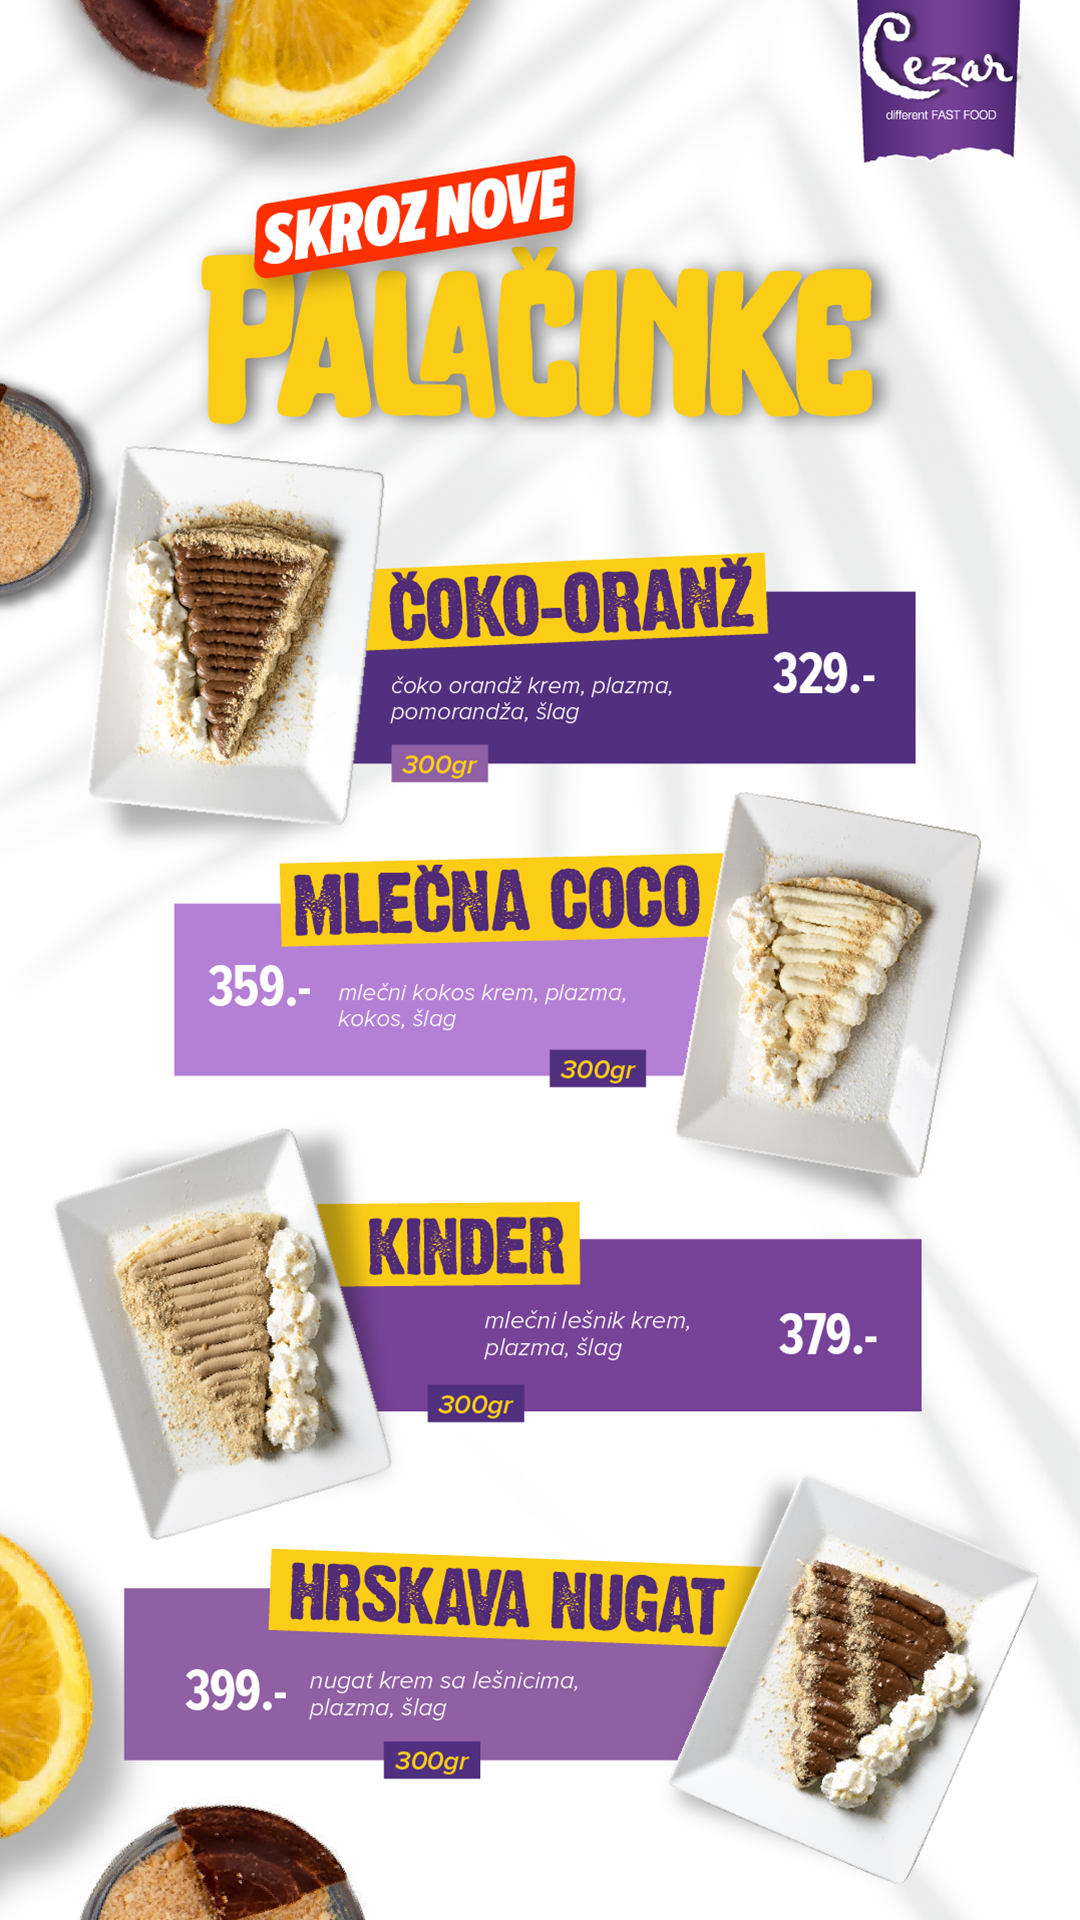 Cezar
different FAST FOOD
SKROZ NOVE
PALAČINKE
ČOKO-ORANŽ
čoko orandž krem, plazma,
pomorandža, šlag
329.-
300gr
MLEČNA COCO
359.-
mlečni kokos krem, plazma,
kokos, šlag
300gr
KINDER
mlečni lešnik krem,
plazma, šlag
379.-
300gr
HRSKAVA NUGAT
399.-
nugat krem sa lešnicima,
plazma, šlag
300gr